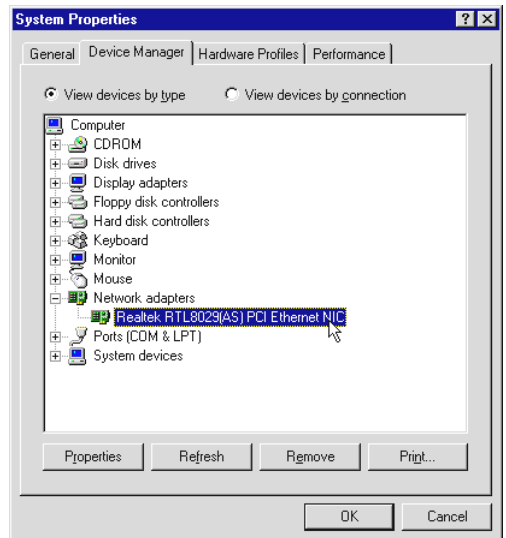 System Properties
General Device Manager Hardware Profiles Performance
View devices by type View devices by connection
Computer
CDROM
Disk drives
Display adapters
Floppy disk controllers
Hard disk controllers
Keyboard
Monitor
Mouse
Network adapters
Realtek RTL8029(AS) PCI Ethernet NIC
Ports (COM & LPT)
System devices
Properties Refresh Remove Print...
OK Cancel